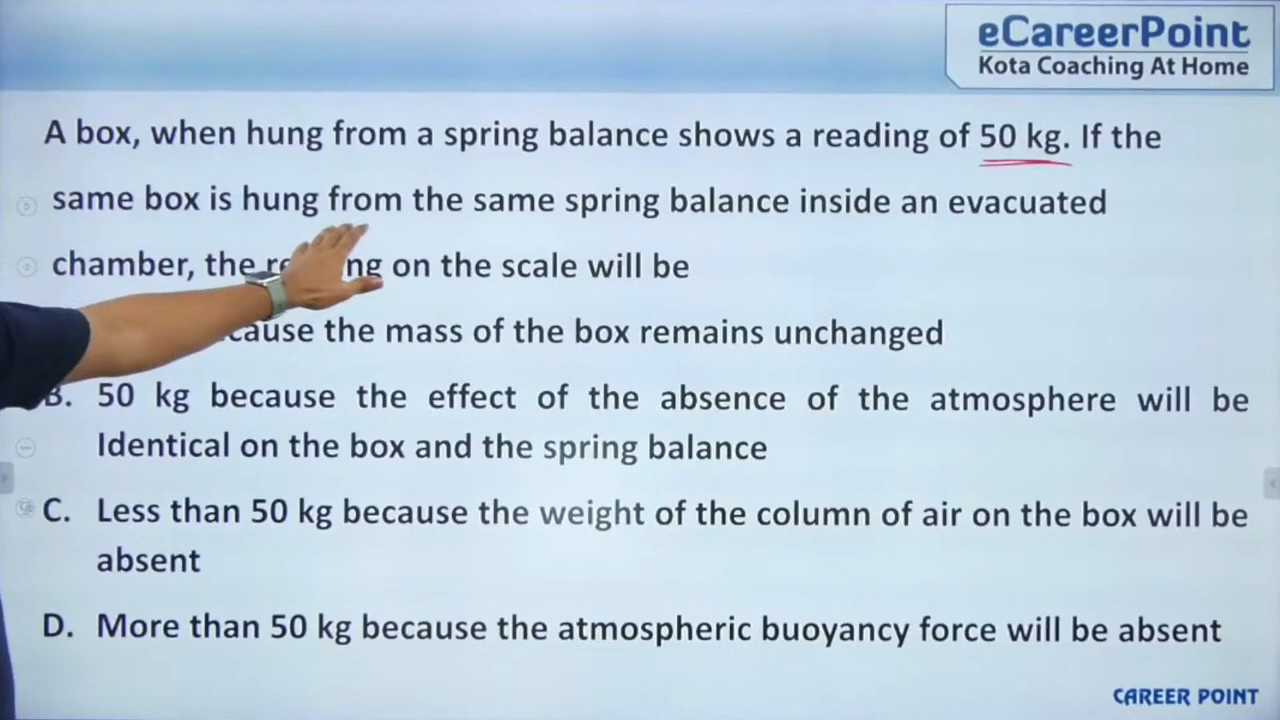 eCareerPoint
Kota Coaching At Home
A box, when hung from a spring balance shows a reading of 50 kg. If the
same box is hung from the same spring balance inside an evacuated
chamber, the ng on the scale will be
cause the mass of the box remains unchanged
B. 50 kg because the effect of the absence of the atmosphere will be
Identical on the box and the spring balance
C. Less than 50 kg because the weight of the column of air on the box will be
absent
D. More than 50 kg because the atmospheric buoyancy force will be absent
CAREER POINT